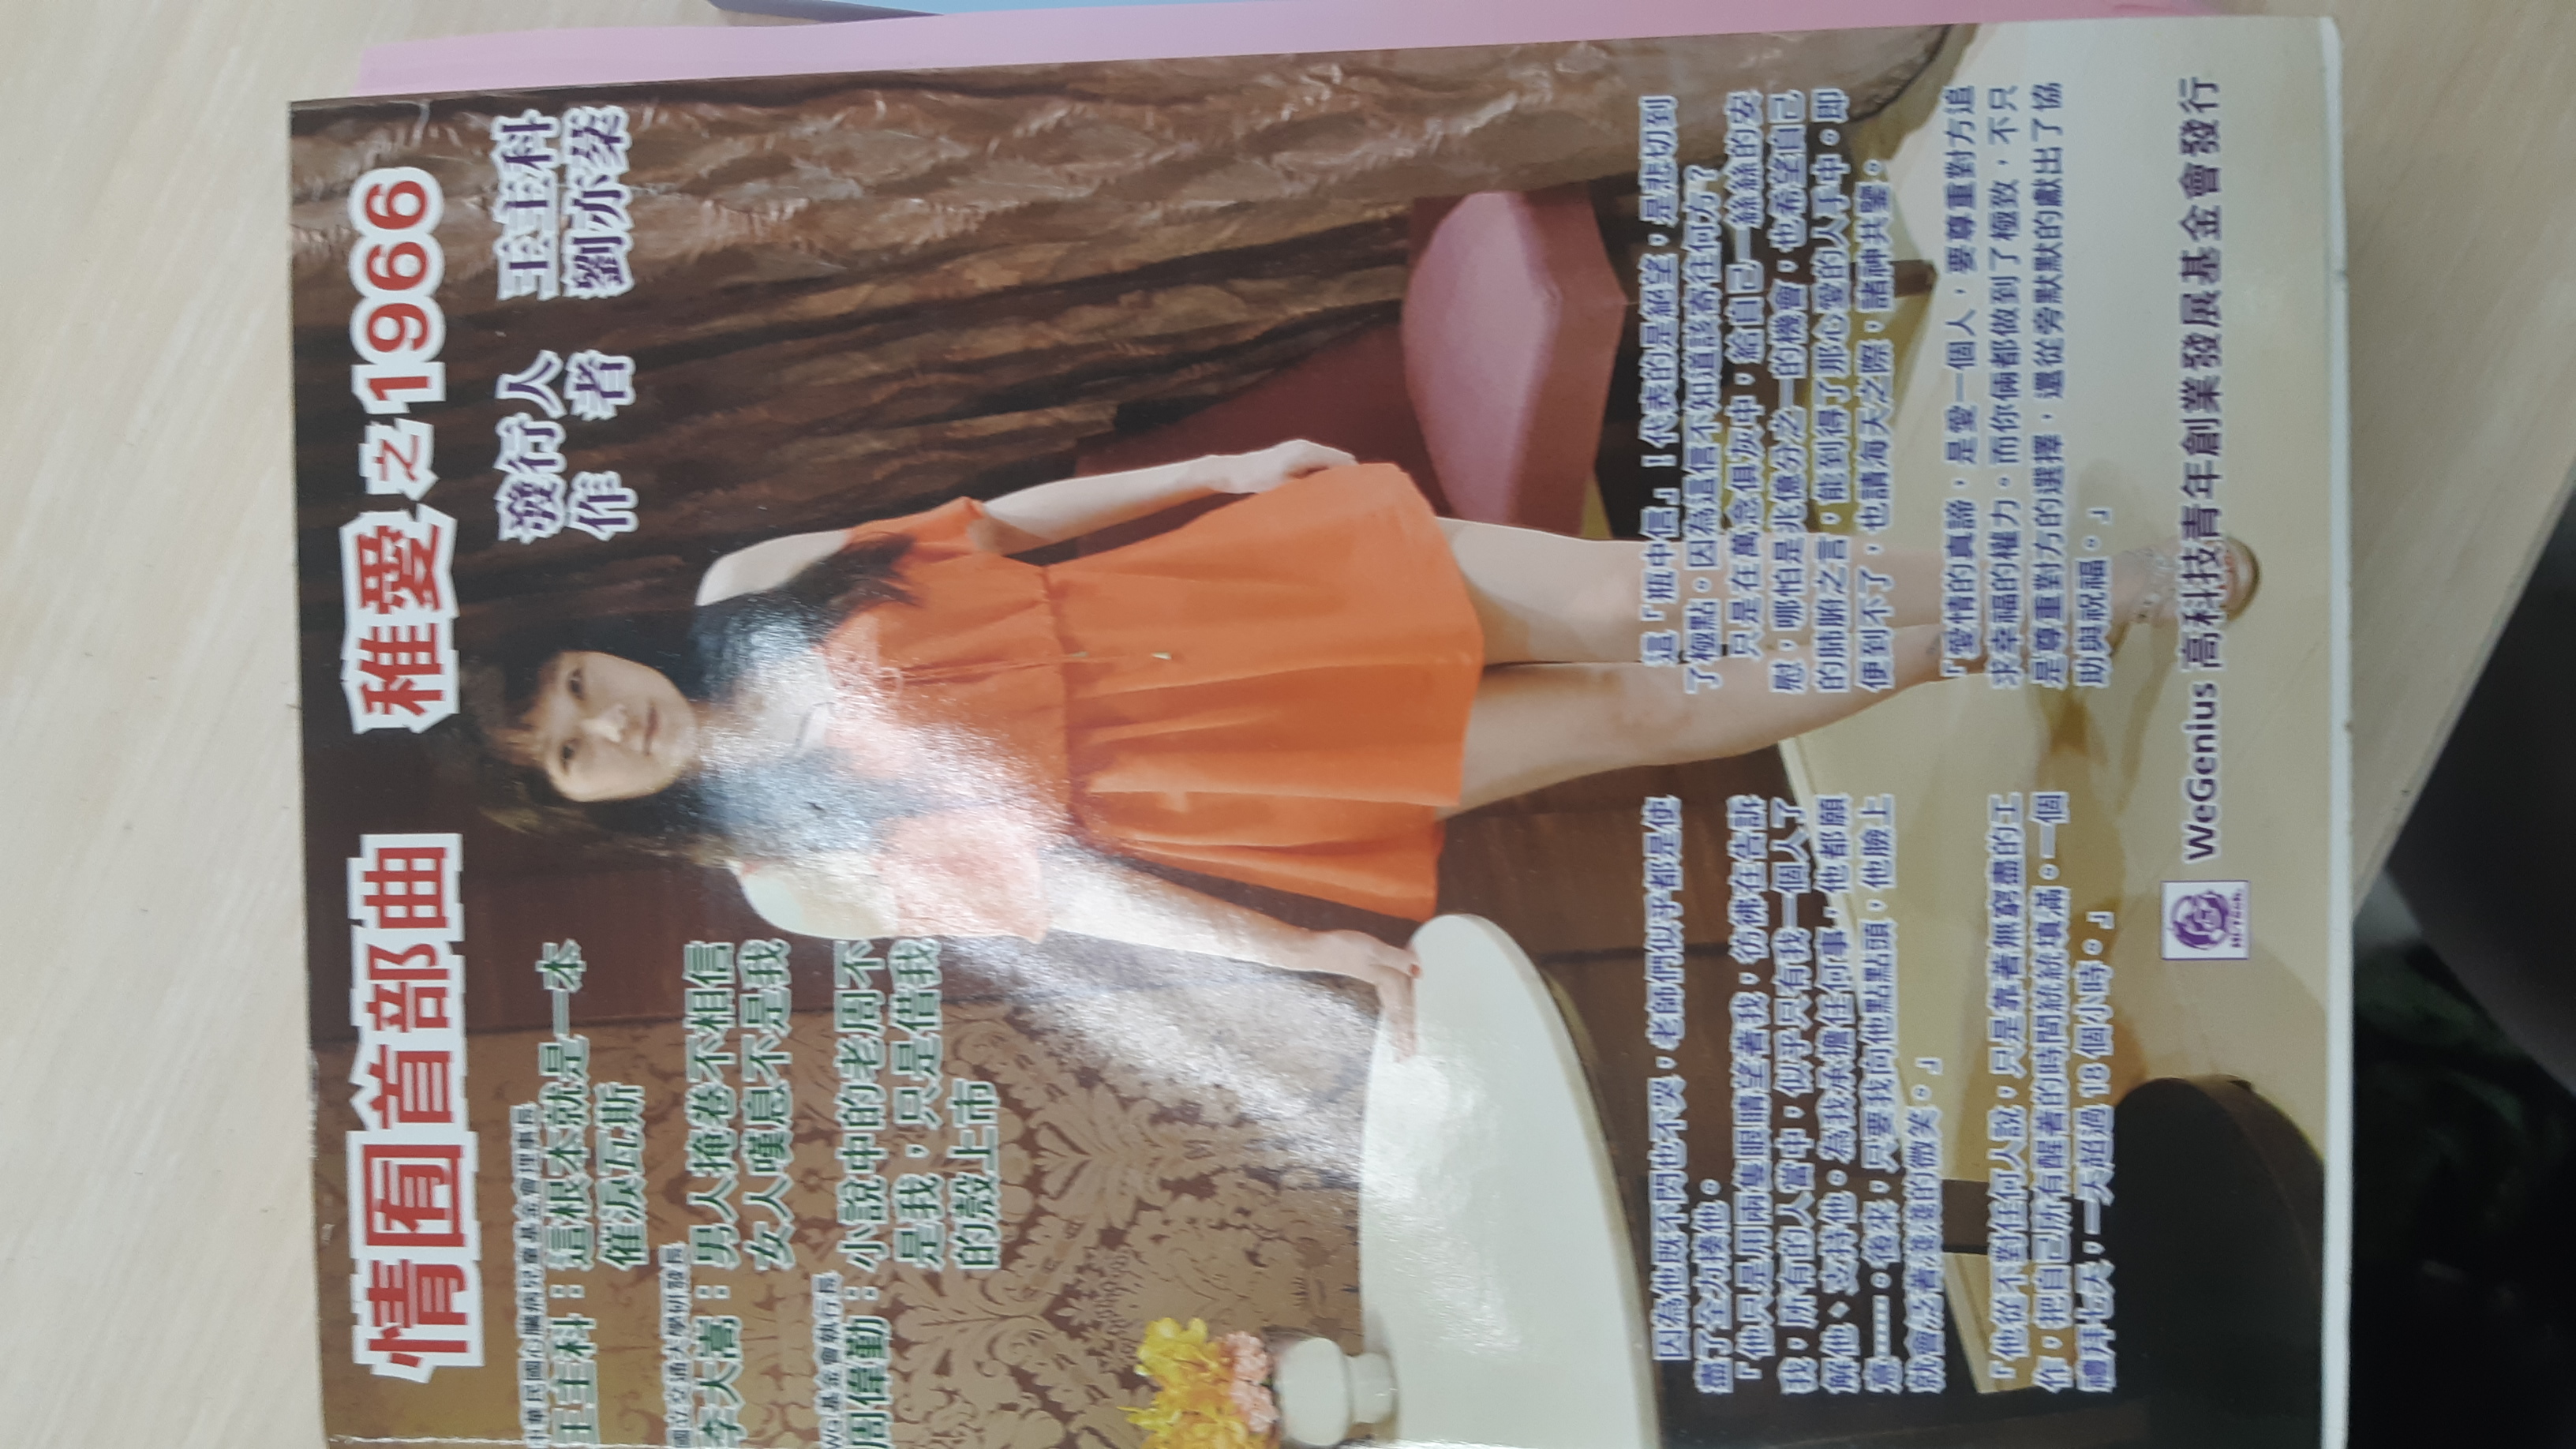 情囿首部曲 稚愛之1966
發行人 王主科
作者 劉亦棻
中華民國心臟病兒童基金會理事長
王主科：這根本就是一本
催淚瓦斯
國立交通大學研發長
李大嵩：男人掩卷不相信
女人嘆息不是我
WG基金會執行長
周偉勤：小說中的老周不
是我，只是借我
的殼上市
因為他既不閃也不哭，老師們似乎都是使
盡了全力揍他。
「他只是用兩隻眼睛望著我，彷彿在告訴
我，所有的人當中，似乎只有我一個人了
解他、支持他。為我承擔任何事，他都願
意……。後來，只要我向他點點頭，他臉上
就會泛著淺淺的微笑。」
「他從不對任何人說，只是靠著無窮盡的工
作，把自己所有醒著的時間統統填滿。一個
禮拜七天，一天超過18個小時。」
這「瓶中信」！代表的是絕望，是悲切到
了極點。因為這信不知道該寄往何方？
只是在萬念俱灰中，給自己一絲絲的安
慰，哪怕是兆億分之一的機會，也希望自己
的肺腑之言，能到得了那心愛的人手中。即
便到不了，也請海天之際，諸神共鑒。
「愛情的真諦，是愛一個人，要尊重對方追
求幸福的權力。而你倆都做到了極致，不只
是尊重對方的選擇，還從旁默默的獻出了協
助與祝福。」
WeGenius 高科技青年創業發展基金會發行